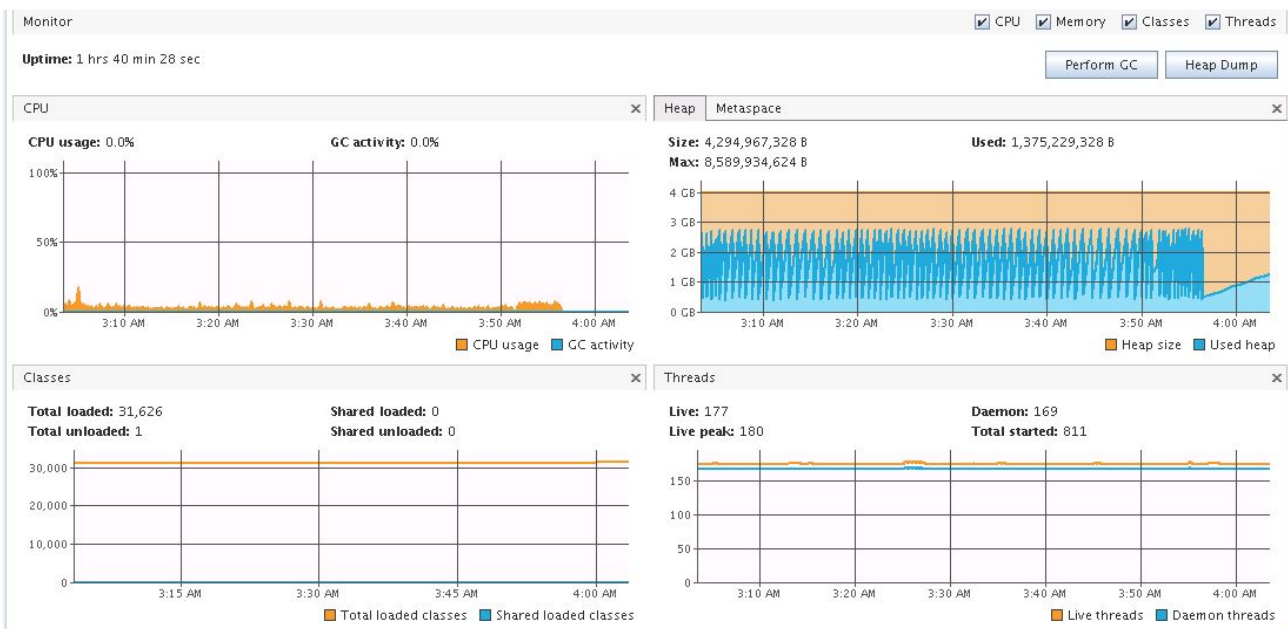 Monitor
CPU Memory Classes Threads
Uptime: 1 hrs 40 min 28 sec
Perform GC Heap Dump
CPU
CPU usage: 0.0% GC activity: 0.0%
100%
50%
0%
3:10 AM 3:20 AM 3:30 AM 3:40 AM 3:50 AM 4:00 AM
CPU usage GC activity
Heap Metaspace
Size: 4,294,967,328 B Used: 1,375,229,328 B
Max: 8,589,934,624 B
4 GB
3 GB
2 GB
1 GB
0 GB
3:10 AM 3:20 AM 3:30 AM 3:40 AM 3:50 AM 4:00 AM
Heap size Used heap
Classes
Total loaded: 31,626 Shared loaded: 0
Total unloaded: 1 Shared unloaded: 0
30,000
20,000
10,000
0
3:15 AM 3:30 AM 3:45 AM 4:00 AM
Total loaded classes Shared loaded classes
Threads
Live: 177 Daemon: 169
Live peak: 180 Total started: 811
150
100
50
0
3:10 AM 3:20 AM 3:30 AM 3:40 AM 3:50 AM 4:00 AM
Live threads Daemon threads